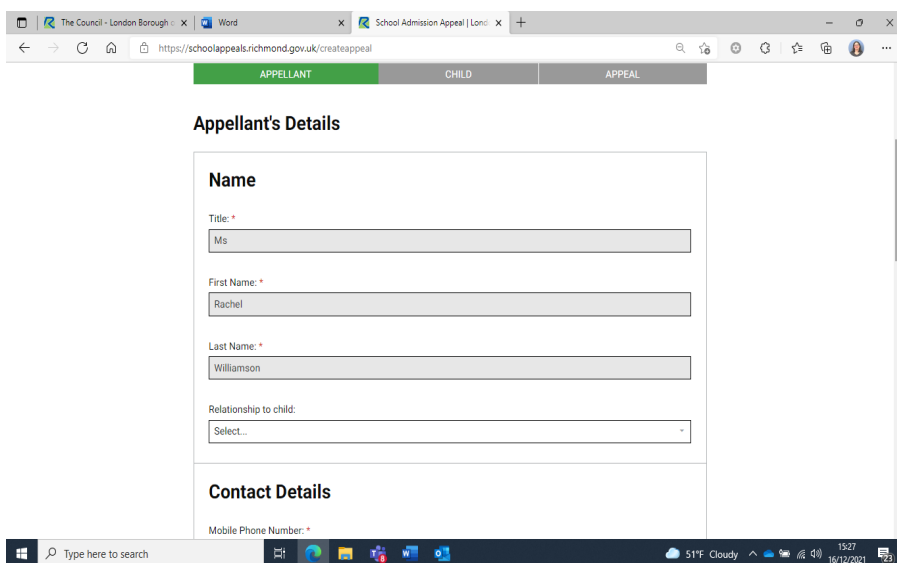 The Council - London Borough c
Word
School Admission Appeal | Lond
https://schoolappeals.richmond.gov.uk/createappeal
APPELLANT CHILD APPEAL
Appellant's Details
Name
Title: *
Ms
First Name: *
Rachel
Last Name: *
Williamson
Relationship to child:
Select...
Contact Details
Mobile Phone Number: *
Type here to search
51°F Cloudy
15:27
16/12/2021
23
8